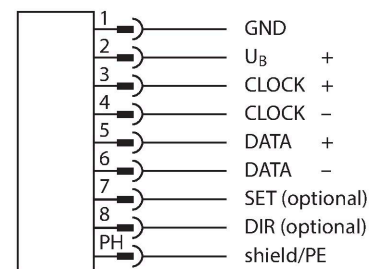 1 GND
2 U_B +
3 CLOCK +
4 CLOCK –
5 DATA +
6 DATA –
7 SET (optional)
8 DIR (optional)
PH shield/PE